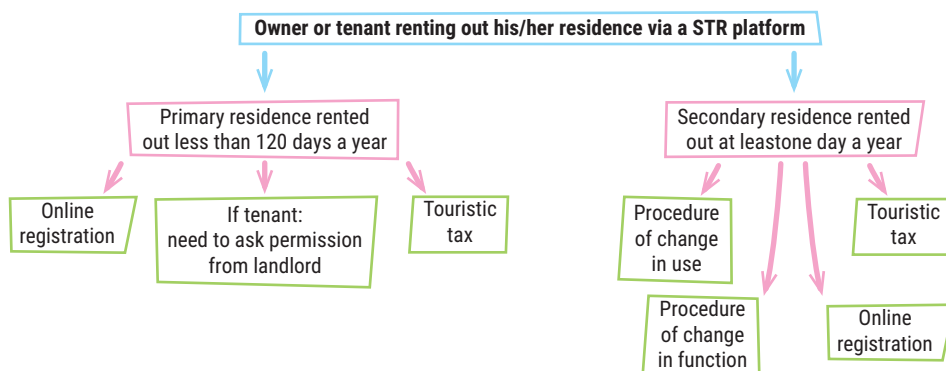 Owner or tenant renting out his/her residence via a STR platform
Primary residence rented
out less than 120 days a year
Secondary residence rented
out at leastone day a year
Online
registration
If tenant:
need to ask permission
from landlord
Touristic
tax
Procedure
of change
in use
Touristic
tax
Procedure
of change
in function
Online
registration